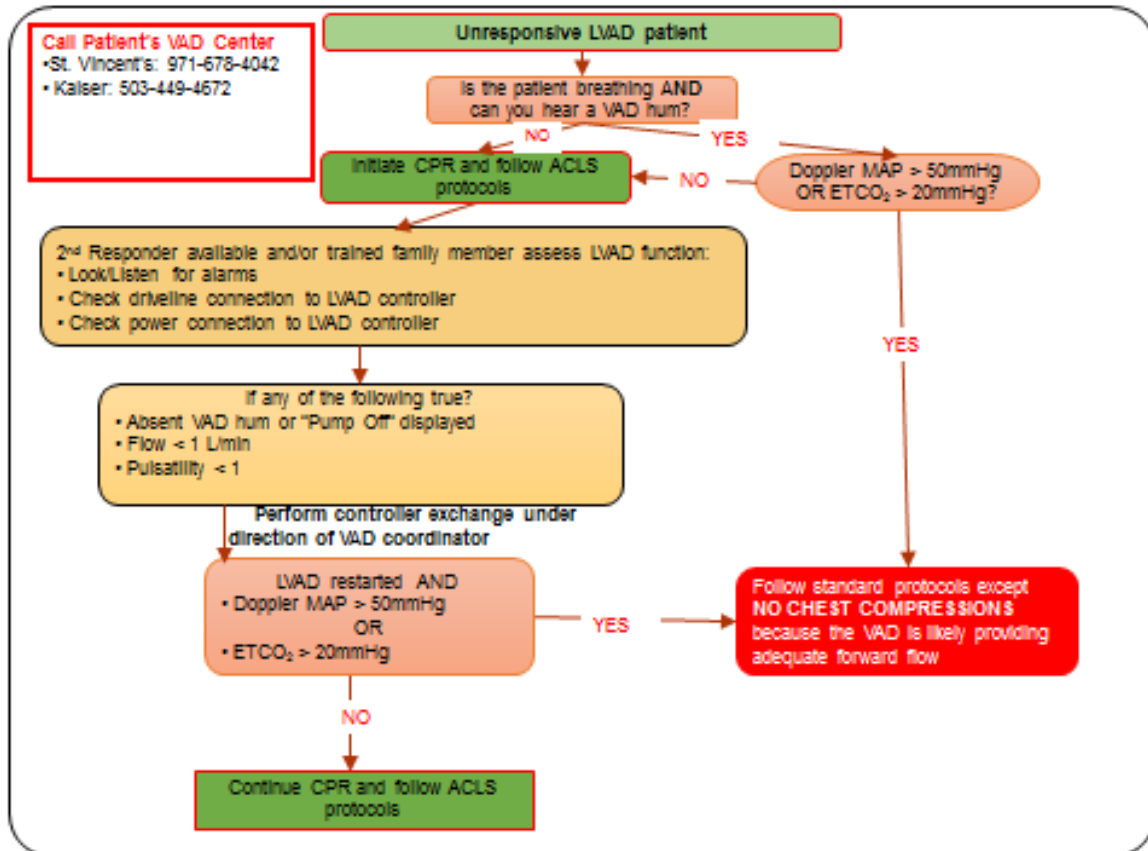 Call Patient's VAD Center
•St. Vincent's: 971-678-4042
• Kaiser: 503-449-4672
Unresponsive LVAD patient
Is the patient breathing AND
can you hear a VAD hum?
NO
YES
Initiate CPR and follow ACLS
protocols
NO
Doppler MAP > 50mmHg
OR ETCO₂ > 20mmHg?
2ⁿᵈ Responder available and/or trained family member assess LVAD function:
• Look/Listen for alarms
• Check driveline connection to LVAD controller
• Check power connection to LVAD controller
YES
If any of the following true?
• Absent VAD hum or "Pump Off" displayed
• Flow < 1 L/min
• Pulsatility < 1
Perform controller exchange under
direction of VAD coordinator
LVAD restarted AND
• Doppler MAP > 50mmHg
OR
• ETCO₂ > 20mmHg
YES
Follow standard protocols except
NO CHEST COMPRESSIONS
because the VAD is likely providing
adequate forward flow
NO
Continue CPR and follow ACLS
protocols